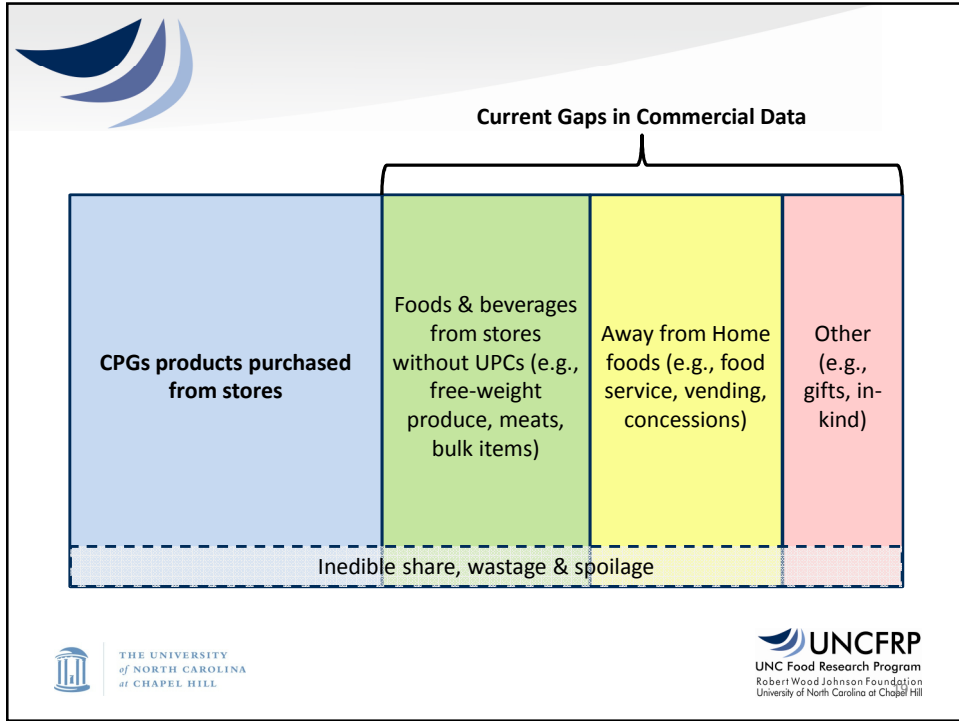 Current Gaps in Commercial Data
CPGs products purchased
from stores
Foods & beverages
from stores
without UPCs (e.g.,
free-weight
produce, meats,
bulk items)
Away from Home
foods (e.g., food
service, vending,
concessions)
Other
(e.g.,
gifts, in-
kind)
Inedible share, wastage & spoilage
THE UNIVERSITY
of NORTH CAROLINA
at CHAPEL HILL
UNCFRP
UNC Food Research Program
Robert Wood Johnson Foundation
University of North Carolina at Chapel Hill
19